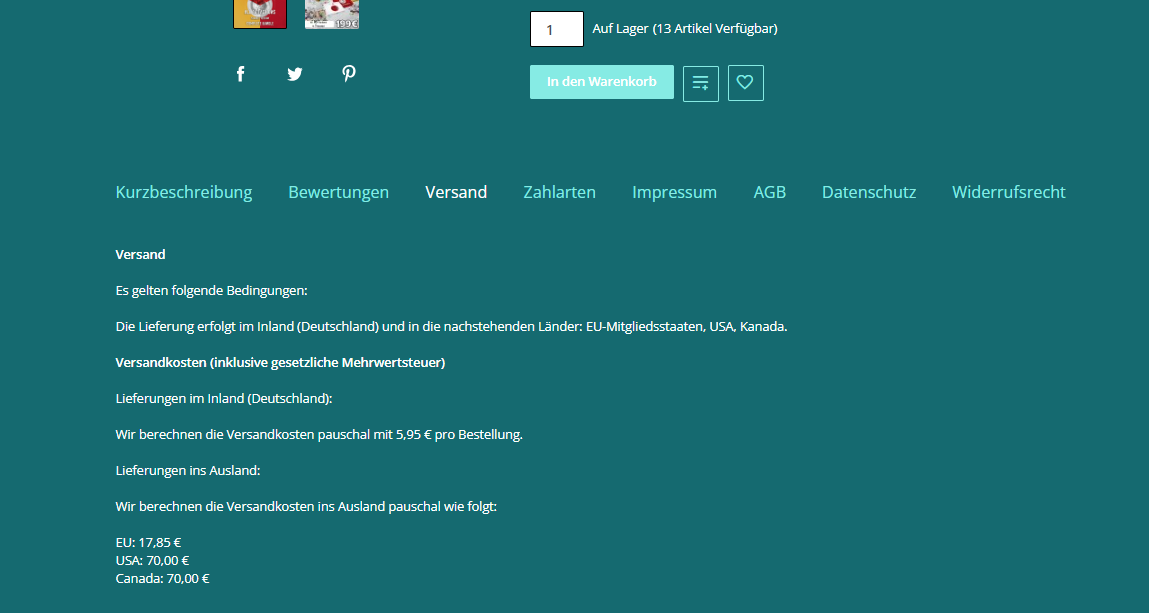 199 €
1
Auf Lager (13 Artikel Verfügbar)
In den Warenkorb
Kurzbeschreibung
Bewertungen
Versand
Zahlarten
Impressum
AGB
Datenschutz
Widerrufsrecht
Versand
Es gelten folgende Bedingungen:
Die Lieferung erfolgt im Inland (Deutschland) und in die nachstehenden Länder: EU-Mitgliedsstaaten, USA, Kanada.
Versandkosten (inklusive gesetzliche Mehrwertsteuer)
Lieferungen im Inland (Deutschland):
Wir berechnen die Versandkosten pauschal mit 5,95 € pro Bestellung.
Lieferungen ins Ausland:
Wir berechnen die Versandkosten ins Ausland pauschal wie folgt:
EU: 17,85 €
USA: 70,00 €
Canada: 70,00 €